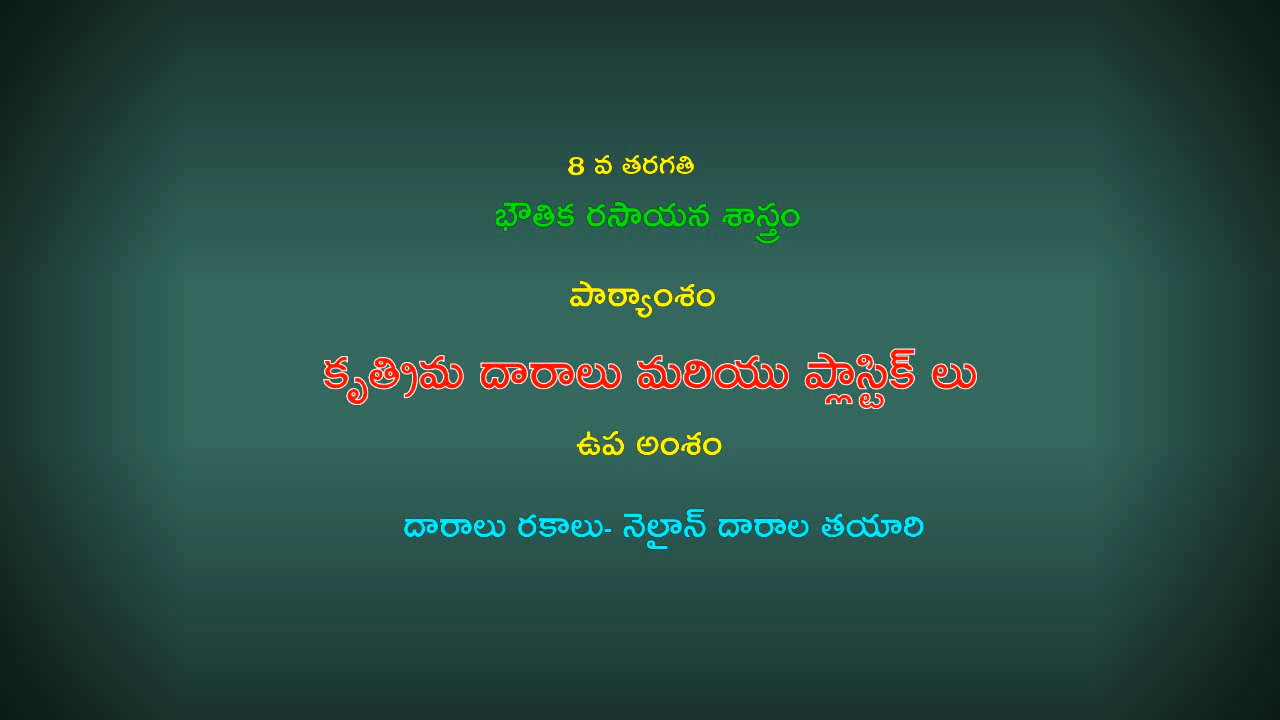 8 వ తరగతి
భౌతిక రసాయన శాస్త్రం
పాఠ్యాంశం
కృత్రిమ దారాలు మరియు ప్లాస్టిక్ లు
ఉప అంశం
దారాలు రకాలు- నెలైాన్ దారాల తయారి